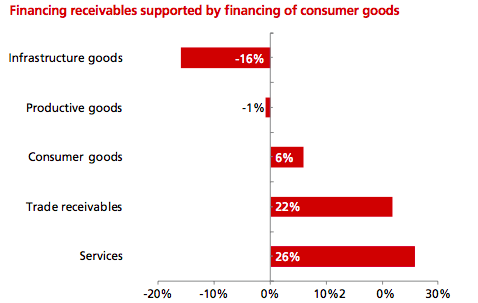 Financing receivables supported by financing of consumer goods
Infrastructure goods
-16%
Productive goods
-1%
Consumer goods
6%
Trade receivables
22%
Services
26%
-20% -10% 0% 10%2 0% 30%